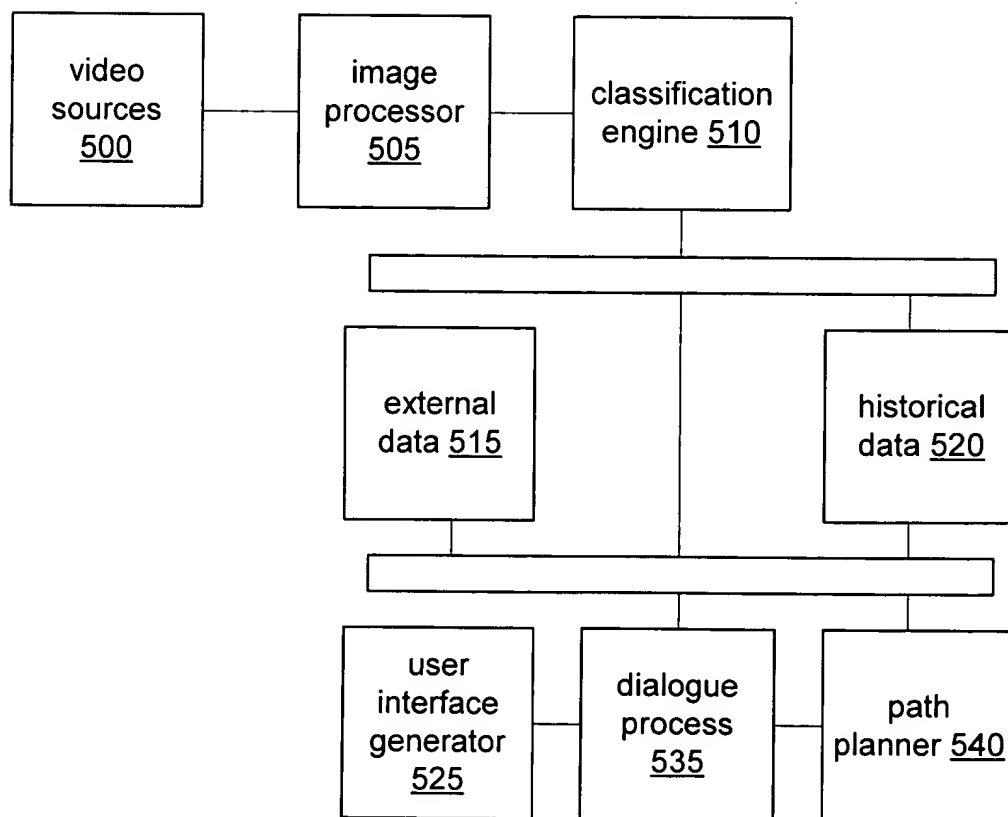 video
sources
500
image
processor
505
classification
engine 510
external
data 515
historical
data 520
user
interface
generator
525
dialogue
process
535
path
planner 540